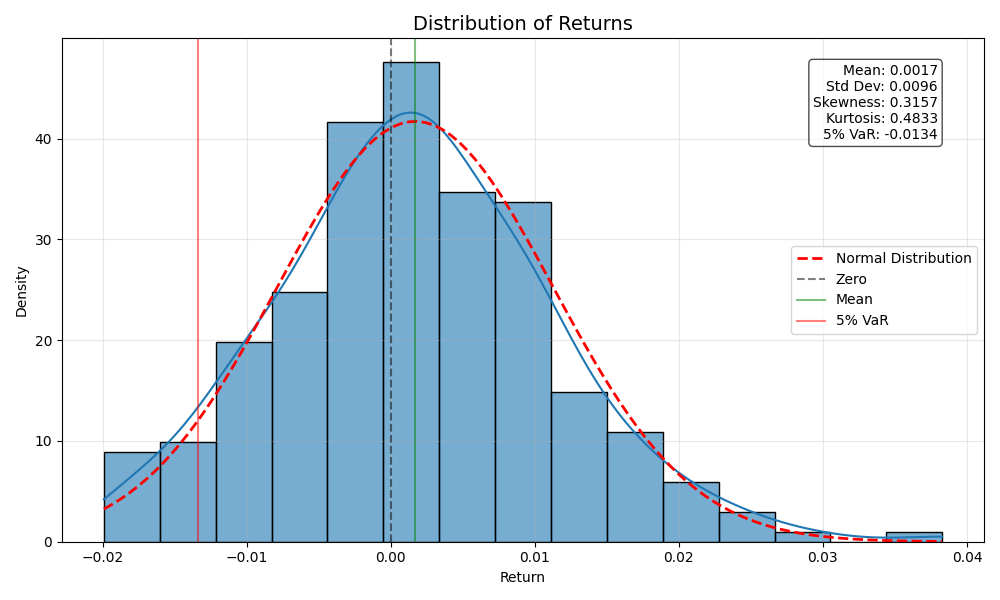 Distribution of Returns
Mean: 0.0017
Std Dev: 0.0096
Skewness: 0.3157
Kurtosis: 0.4833
5% VaR: -0.0134
Normal Distribution
Zero
Mean
5% VaR
Density
40
30
20
10
0
−0.02
−0.01
0.00
0.01
0.02
0.03
0.04
Return